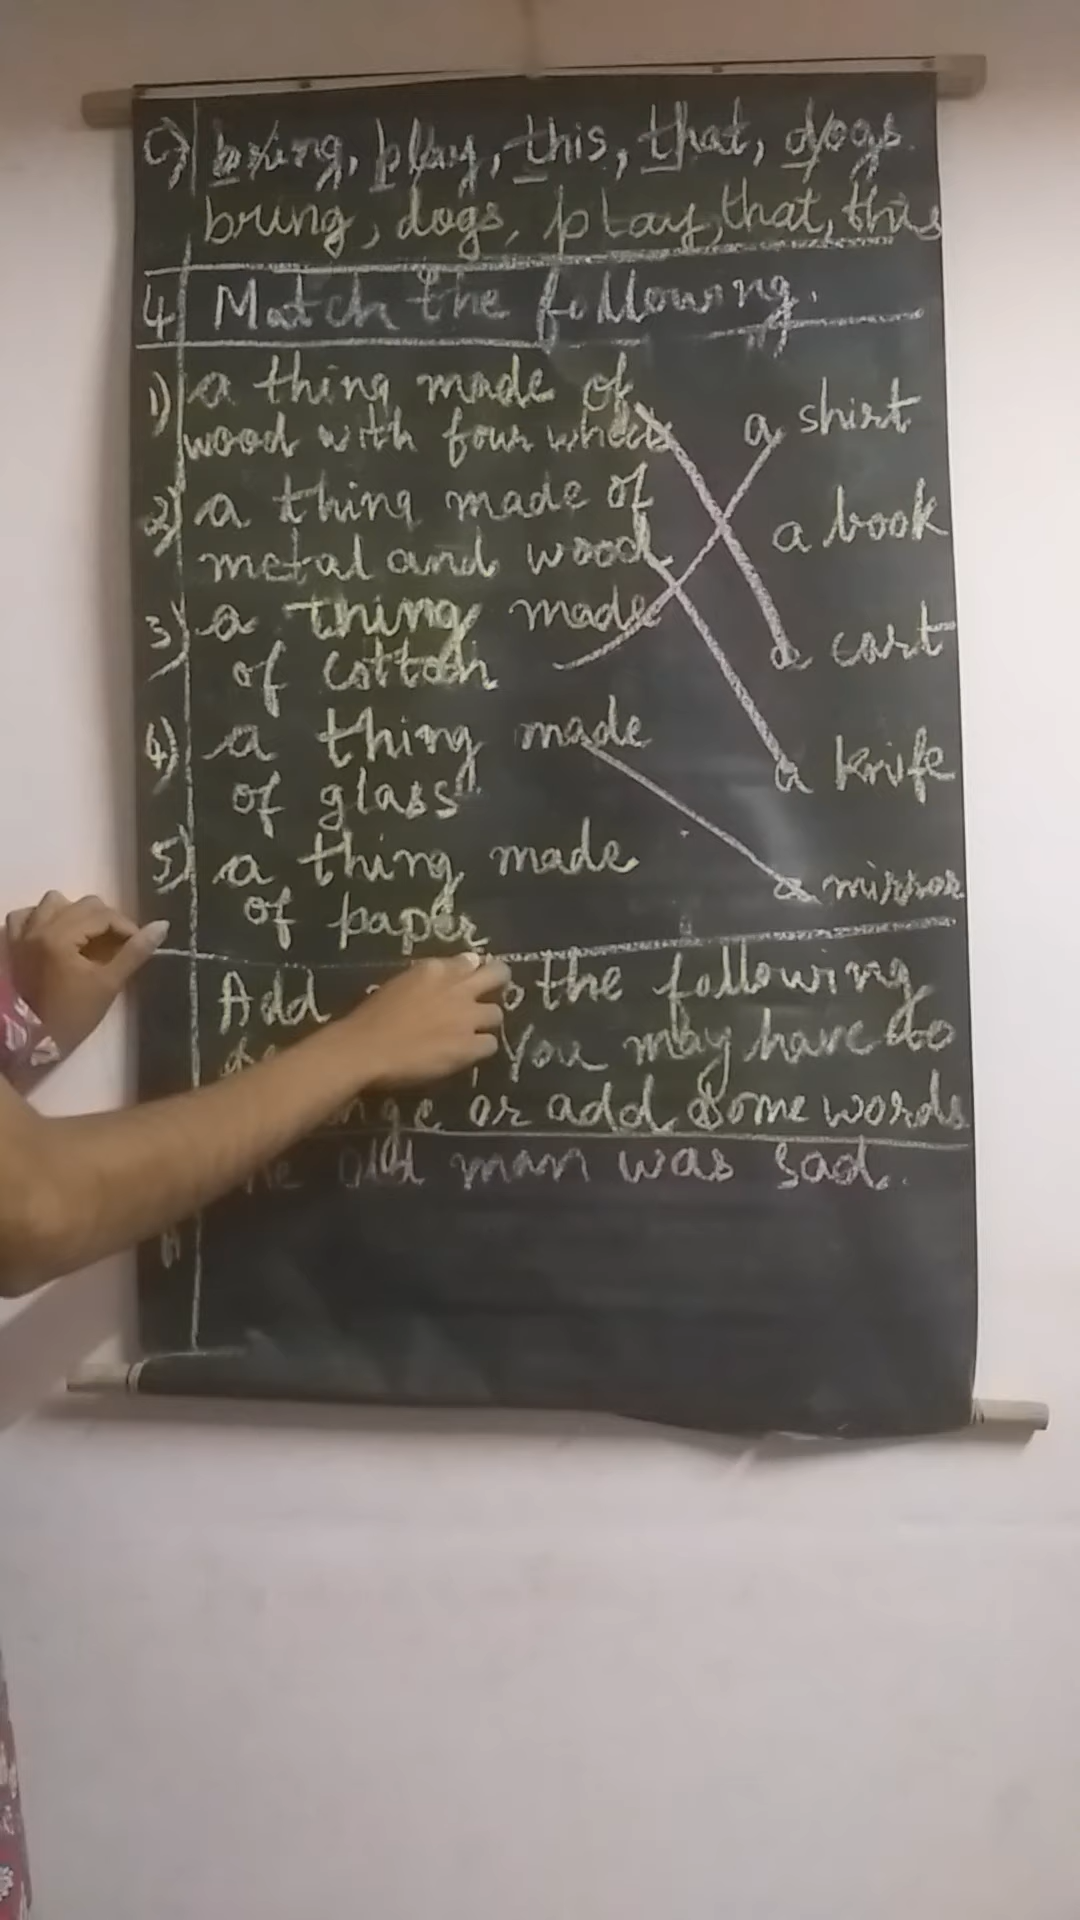 C) bring, play, this, that, dogs.
bring, dogs, play, that, this
4 Match the following.
1) a thing made of
wood with four wheels
a shirt
2) a thing made of
metal and wood
a book
3) a thing made
of cotton
a cart
4) a thing made
of glass
a knife
5) a thing made
of paper
a mirror
Add the following
You may have to
or add some words
old man was sad.